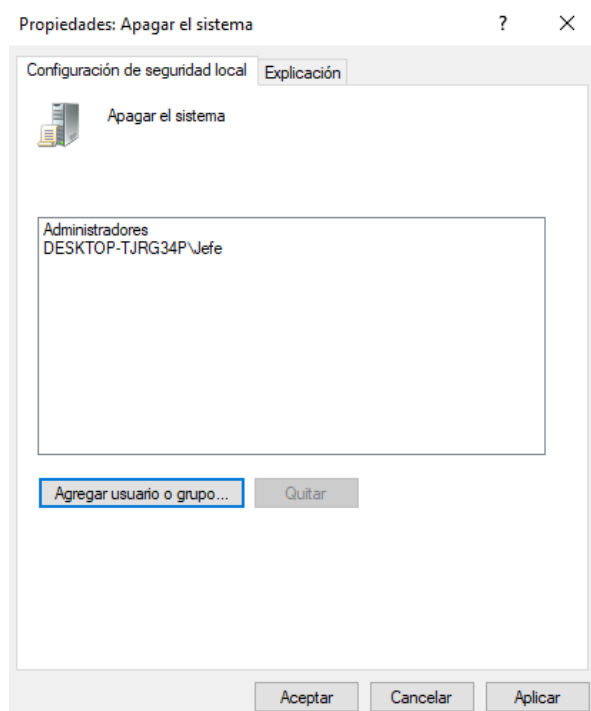 Propiedades: Apagar el sistema ? ×
Configuración de seguridad local Explicación
Apagar el sistema
Administradores
DESKTOP-TJRG34P\Jefe
Agregar usuario o grupo... Quitar
Aceptar Cancelar Aplicar